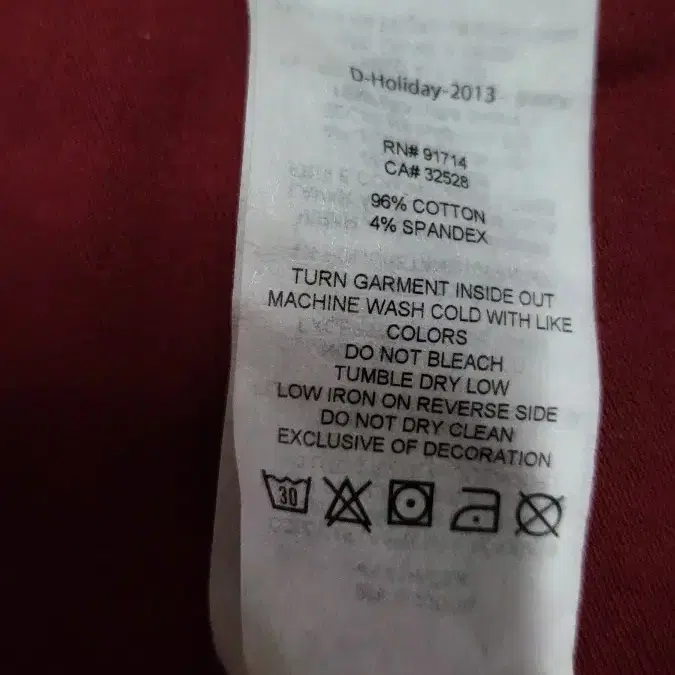 D-Holiday-2013
RN# 91714
CA# 32528
96% COTTON
4% SPANDEX
TURN GARMENT INSIDE OUT
MACHINE WASH COLD WITH LIKE
COLORS
DO NOT BLEACH
TUMBLE DRY LOW
LOW IRON ON REVERSE SIDE
DO NOT DRY CLEAN
EXCLUSIVE OF DECORATION
30